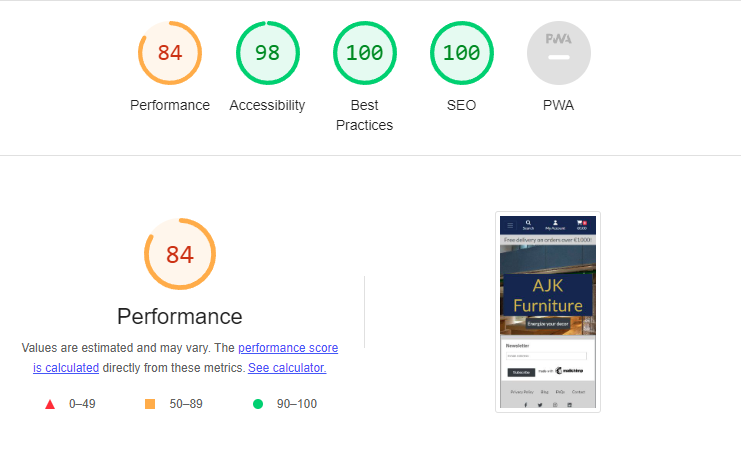 84
98
100
100
PWA
Performance
Accessibility
Best
Practices
SEO
PWA
84
Performance
Values are estimated and may vary. The performance score
is calculated directly from these metrics. See calculator.
0–49
50–89
90–100
Search
My Account
Free delivery on orders over €1000!
AJK
Furniture
Energize your decor
Newsletter
Subscribe
made with
mailchimp
Privacy Policy
Blog
FAQs
Contact